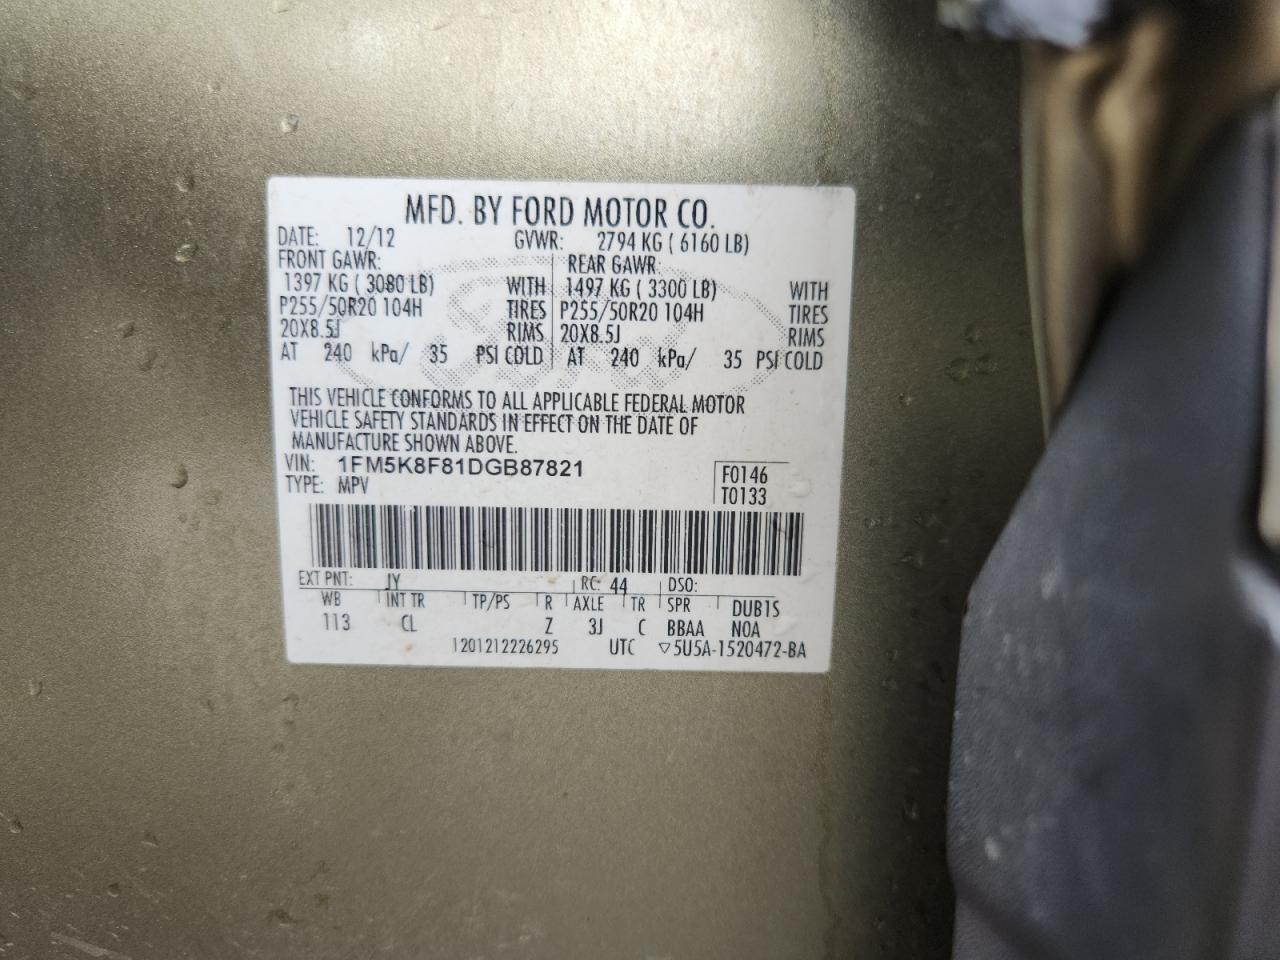 MFD. BY FORD MOTOR CO.
DATE: 12/12 GVWR: 2794 KG ( 6160 LB)
FRONT GAWR: REAR GAWR:
1397 KG ( 3080 LB) WITH 1497 KG ( 3300 LB) WITH
P255/50R20 104H TIRES P255/50R20 104H TIRES
20X8.5J RIMS 20X8.5J RIMS
AT 240 kPa/ 35 PSI COLD AT 240 kPa/ 35 PSI COLD
THIS VEHICLE CONFORMS TO ALL APPLICABLE FEDERAL MOTOR
VEHICLE SAFETY STANDARDS IN EFFECT ON THE DATE OF
MANUFACTURE SHOWN ABOVE.
VIN: 1FM5K8F81DGB87821 F0146
TYPE: MPV T0133
EXT PNT: JY RC: 44 DSO:
WB INT TR TP/PS R AXLE TR SPR DUB1S
113 CL Z 3J C BBAA NOA
1201212226295 UTC ▽5U5A-1520472-BA